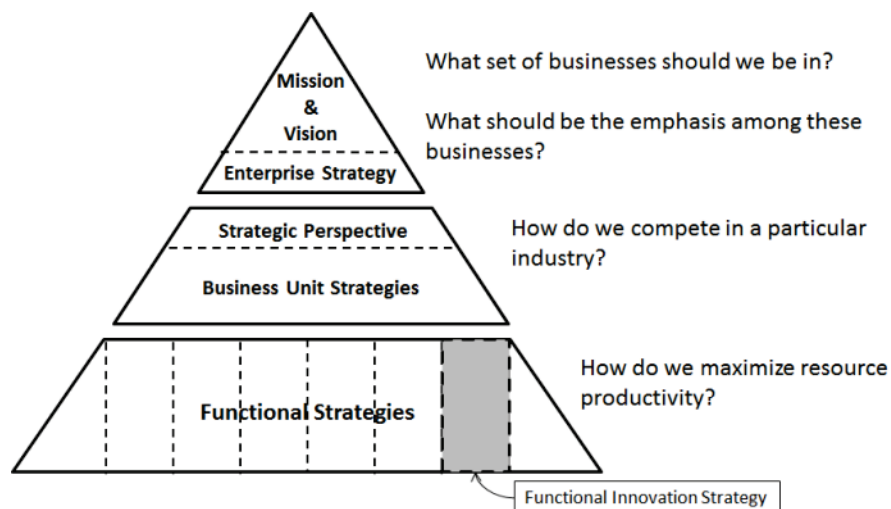 Mission
&
Vision
Enterprise Strategy
What set of businesses should we be in?
What should be the emphasis among these
businesses?
Strategic Perspective
Business Unit Strategies
How do we compete in a particular
industry?
Functional Strategies
How do we maximize resource
productivity?
Functional Innovation Strategy